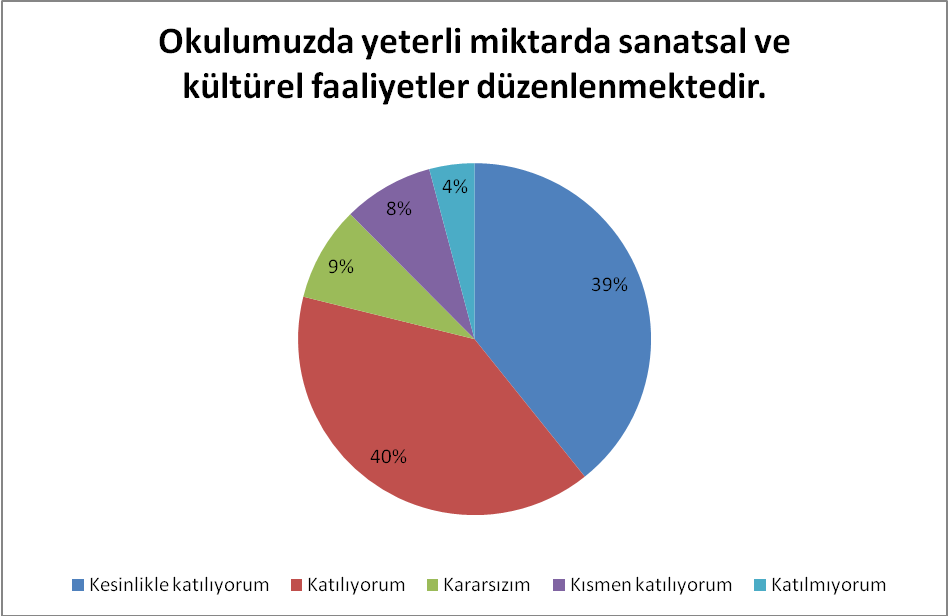 Okulumuzda yeterli miktarda sanatsal ve
kültürel faaliyetler düzenlenmektedir.
4%
8%
9%
39%
40%
Kesinlikle katılıyorum Katılıyorum Kararsızım Kısmen katılıyorum Katılmıyorum